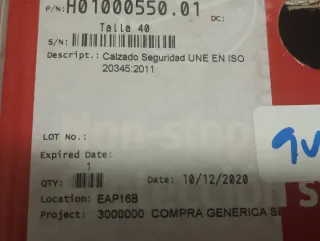 P/N: H01000550.01 DC:
Talla 40
S/N:
Descript.: Calzado Seguridad UNE EN ISO
20345:2011
LOT No.:
Expired Date:
1
QTY: Date: 10/12/2020
Location: EAP16B
Project: 3000000 COMPRA GENERICA